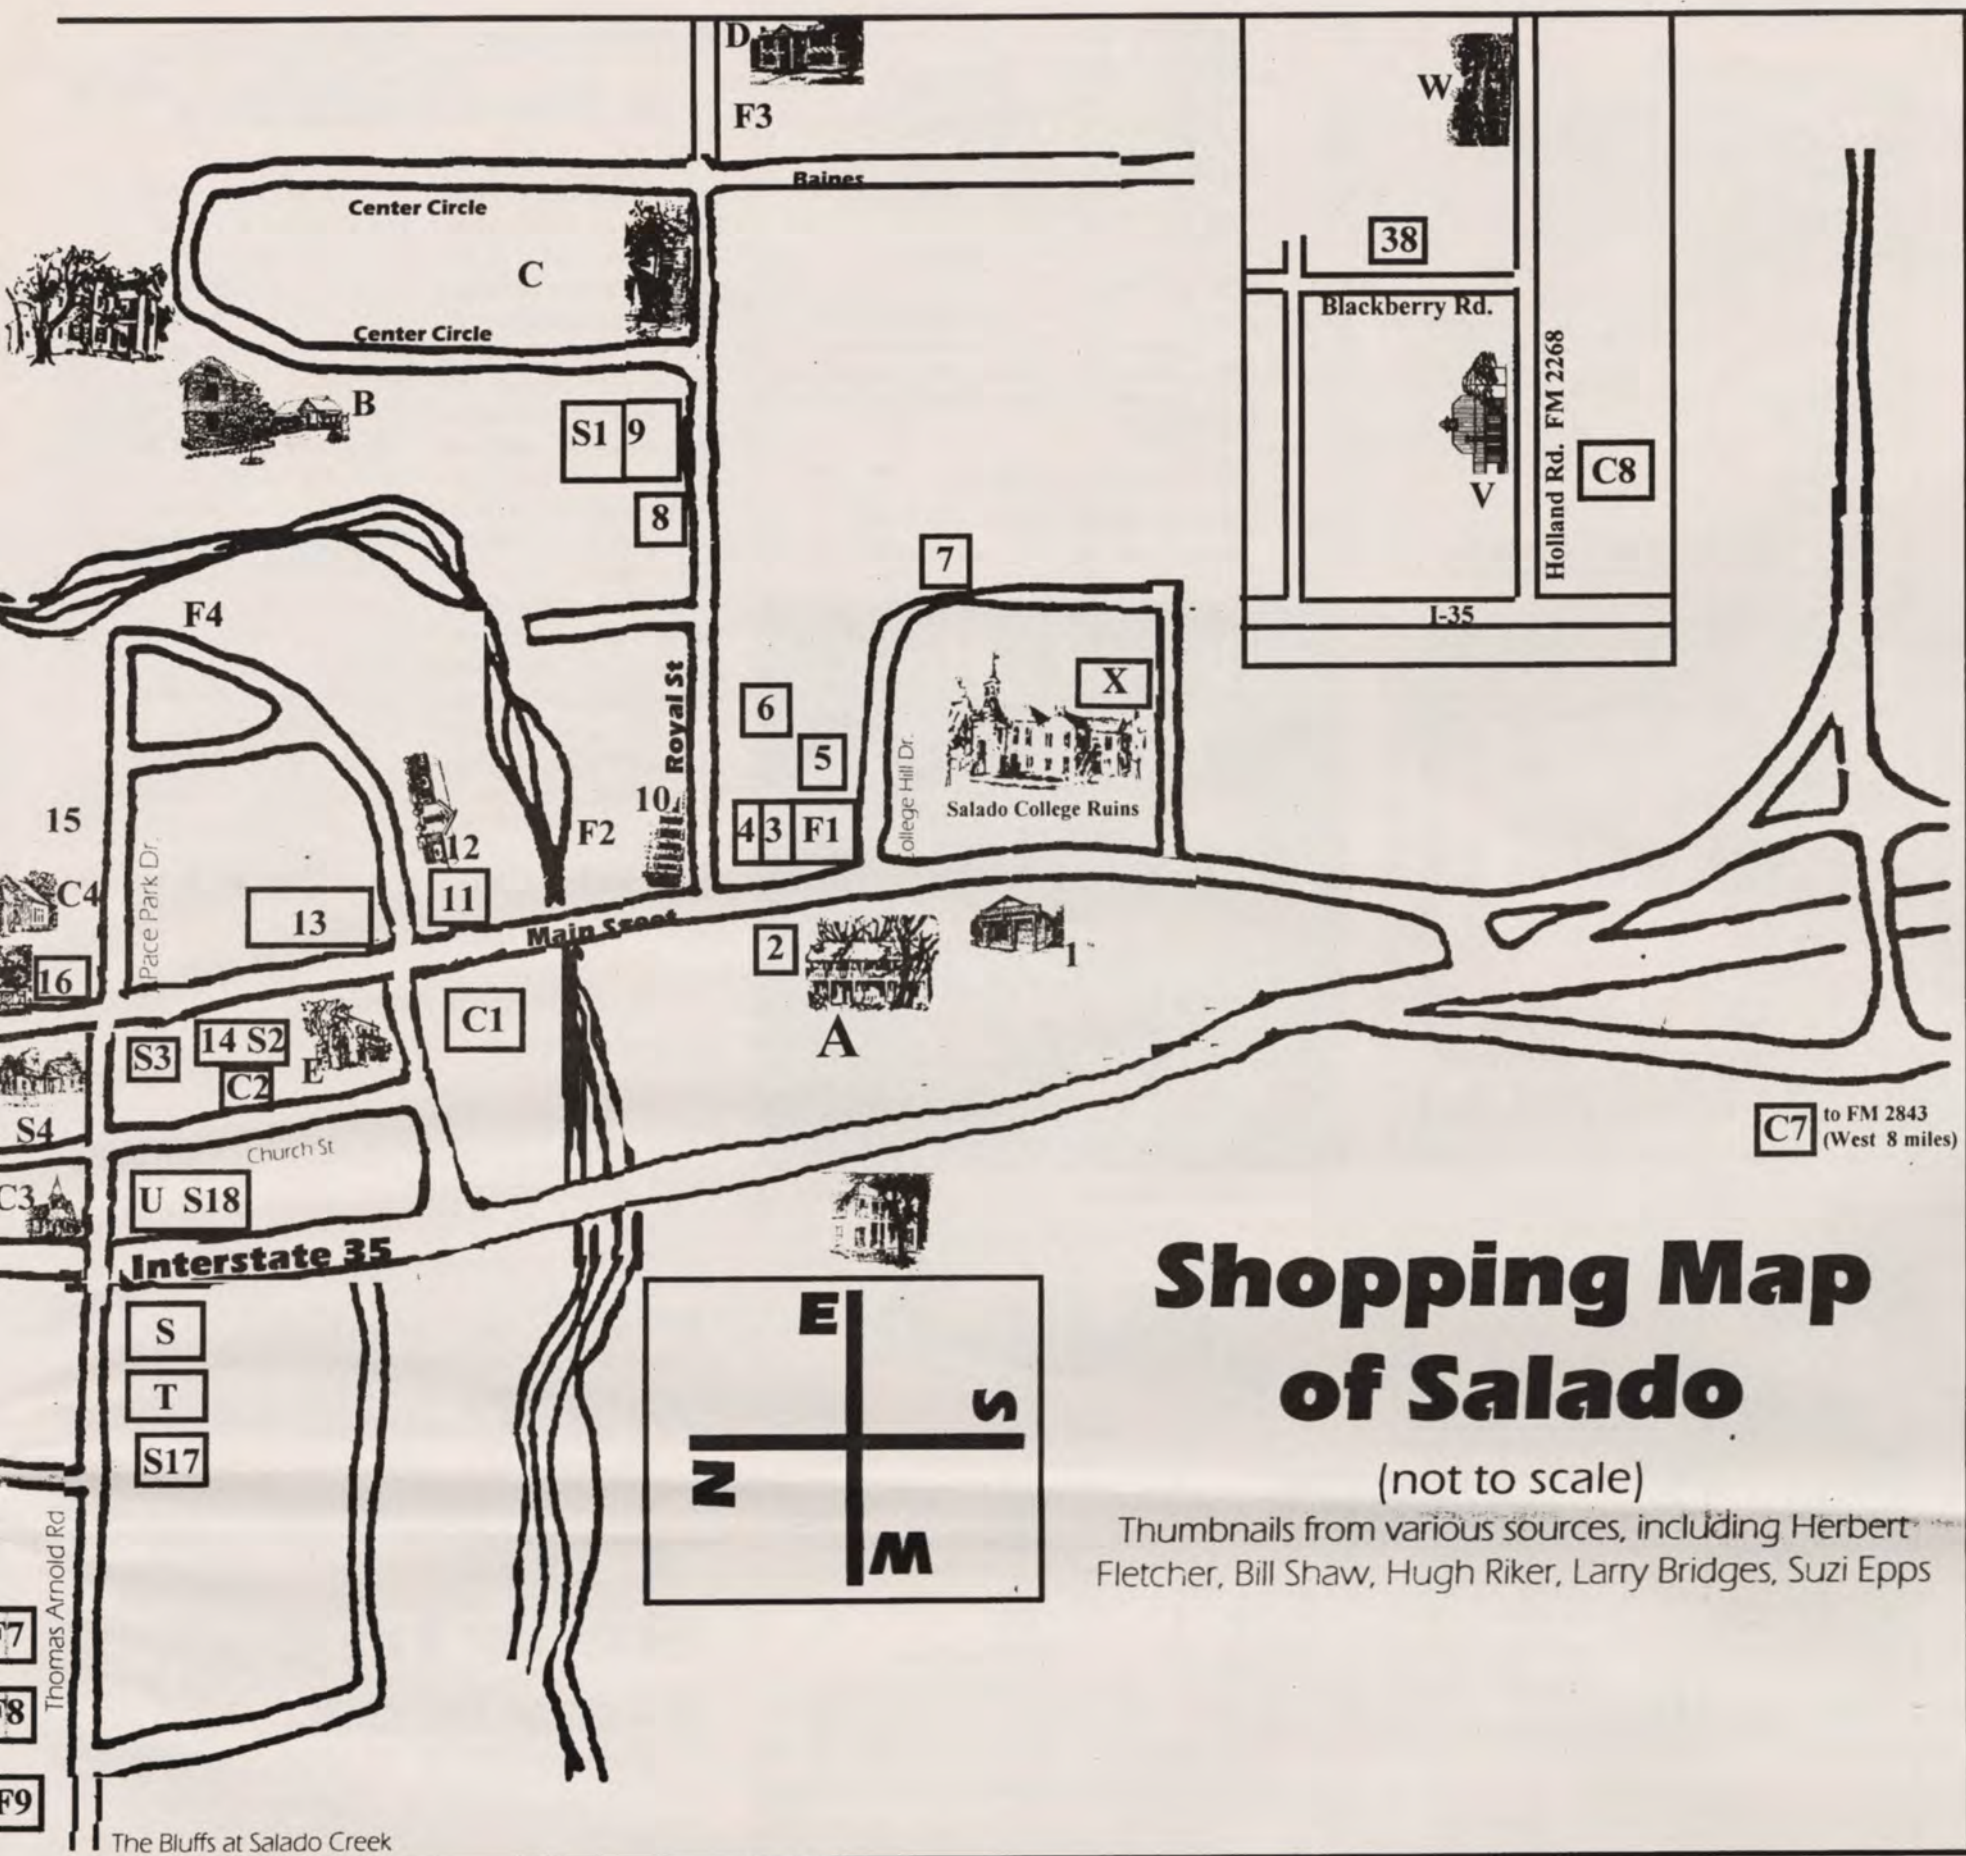 D
F3
W
Baines
Center Circle
C
38
Center Circle
Blackberry Rd.
B
S1 9
8
Holland Rd. FM 2268
C8
V
7
F4
I-35
Royal St
6
X
5
College Hill Dr.
Salado College Ruins
15
10
12
F2
4 3 F1
Pace Park Dr.
C4
11
13
Main Sreet
2
1
16
C1
A
S3
14 S2
E
C2
S4
Church St
C7
to FM 2843
(West 8 miles)
C3
U S18
Interstate 35
S
T
S17
E
S
N
W
Shopping Map
of Salado
(not to scale)
Thumbnails from various sources, including Herbert
Fletcher, Bill Shaw, Hugh Riker, Larry Bridges, Suzi Epps
Thomas Arnold Rd
F7
F8
F9
The Bluffs at Salado Creek